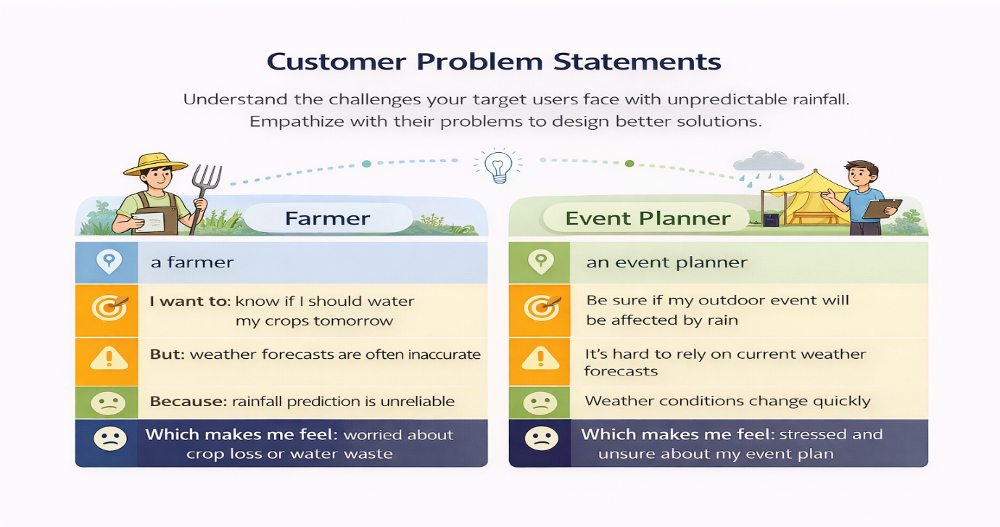 Customer Problem Statements
Understand the challenges your target users face with unpredictable rainfall.
Empathize with their problems to design better solutions.
Farmer
a farmer
I want to: know if I should water
my crops tomorrow
But: weather forecasts are often inaccurate
Because: rainfall prediction is unreliable
Which makes me feel: worried about
crop loss or water waste
Event Planner
an event planner
Be sure if my outdoor event will
be affected by rain
It's hard to rely on current weather
forecasts
Weather conditions change quickly
Which makes me feel: stressed and
unsure about my event plan